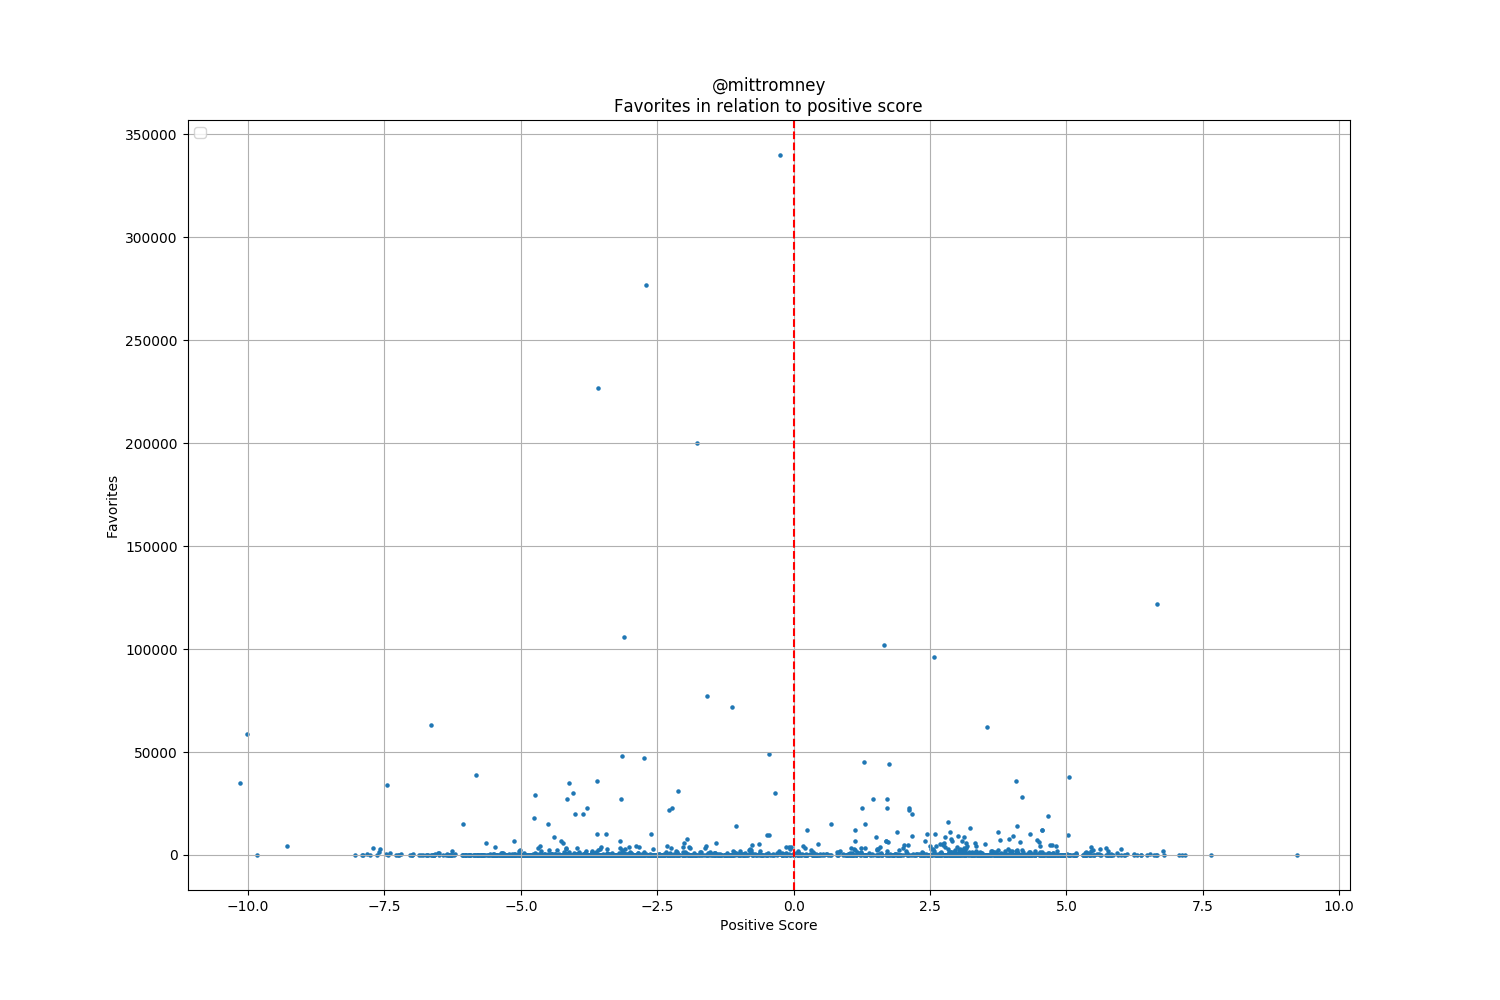 @mittromney
Favorites in relation to positive score
350000
300000
250000
200000
150000
100000
50000
0
Favorites
−10.0 −7.5 −5.0 −2.5 0.0 2.5 5.0 7.5 10.0
Positive Score